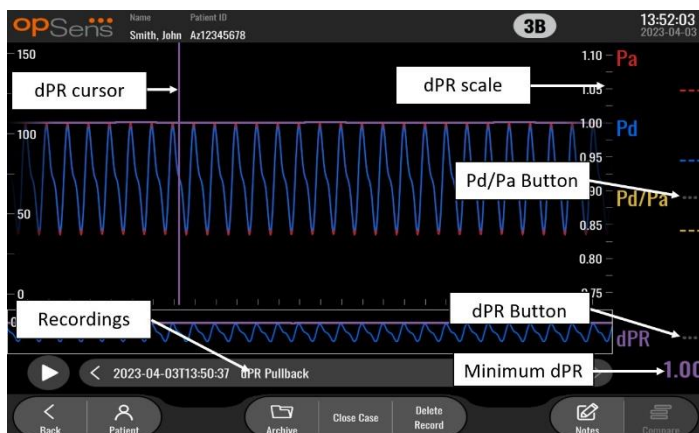 opSens
Name
Patient ID
Smith, John
Az12345678
3B
13:52:03
2023-04-03
150
1.10
Pa
dPR cursor
dPR scale
1.05
100
1.00
Pd
0.95
Pd/Pa Button
.90
Pd/Pa
50
0.85
0.80
0
.75
Recordings
dPR Button
dPR
2023-04-03T13:50:37 dPR Pullback
Minimum dPR
1.00
Back
Patient
Archive
Close Case
Delete
Record
Notes
Compare